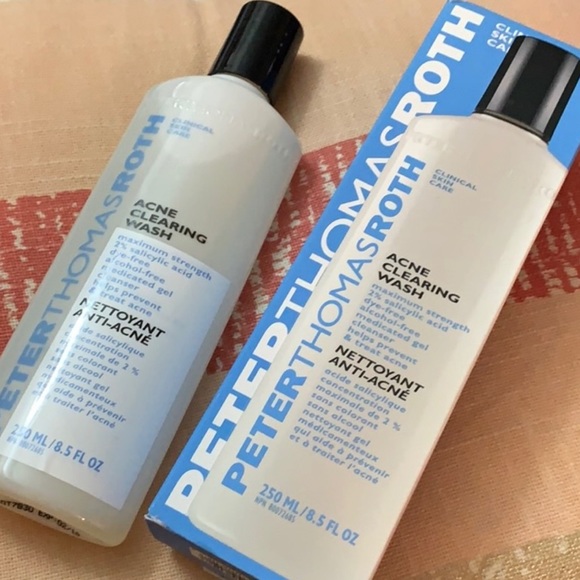 PETERTHOMASROTH
CLINICAL
SKIN
CARE
ACNE
CLEARING
WASH
maximum strength
2% salicylic acid
dye-free
alcohol-free
medicated gel
cleanser
helps prevent
& treat acne
NETTOYANT
ANTI-ACNÉ
acide salicylique
concentration
maximale de 2 %
sans alcool
nettoyant gel
médicamenteux
qui aide à prévenir
et à traiter l'acné
250 ML/8.5 FL OZ
PETERTHOMASROTH
CLINICAL
SKIN
CARE
PETERTHOMASROTH
CLINICAL
SKIN
CARE
ACNE
CLEARING
WASH
maximum strength
2% salicylic acid
dye-free
alcohol-free
medicated gel
cleanser
helps prevent
& treat acne
NETTOYANT
ANTI-ACNÉ
acide salicylique
concentration
maximale de 2 %
sans colorant
sans alcool
nettoyant gel
médicamenteux
qui aide à prévenir
et à traiter l'acné
250 ML/8.5 FL OZ